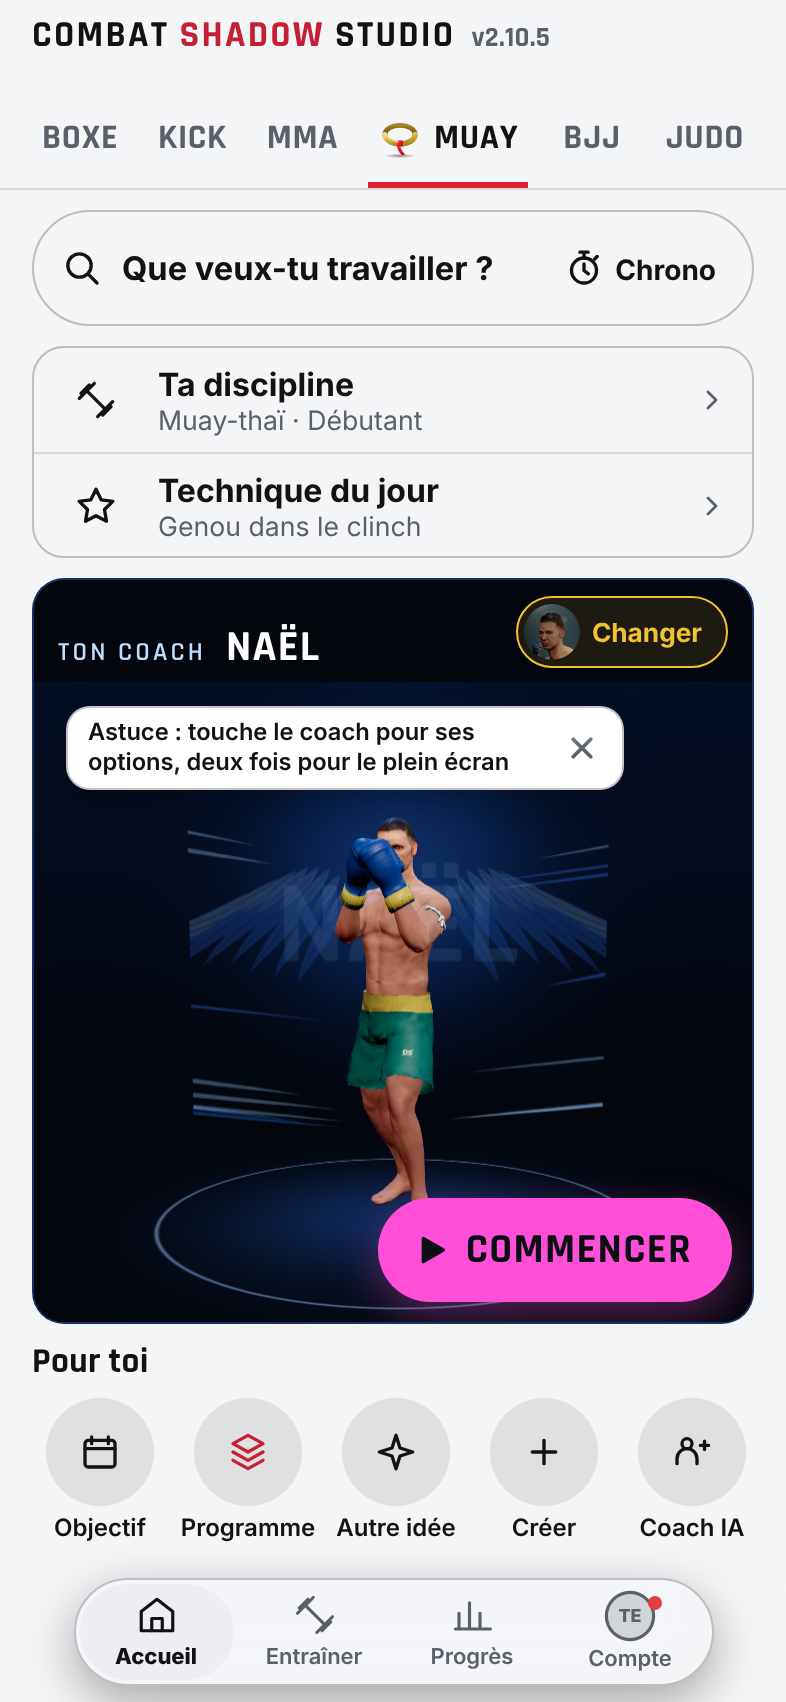 COMBAT SHADOW STUDIO v2.10.5
BOXE KICK MMA MUAY BJJ JUDO
Que veux-tu travailler ? Chrono
Ta discipline
Muay-thaï · Débutant
Technique du jour
Genou dans le clinch
TON COACH NAËL
Changer
Astuce : touche le coach pour ses
options, deux fois pour le plein écran
NAËL
COMMENCER
Pour toi
Objectif Programme Autre idée Créer Coach IA
TE
Accueil Entraîner Progrès Compte